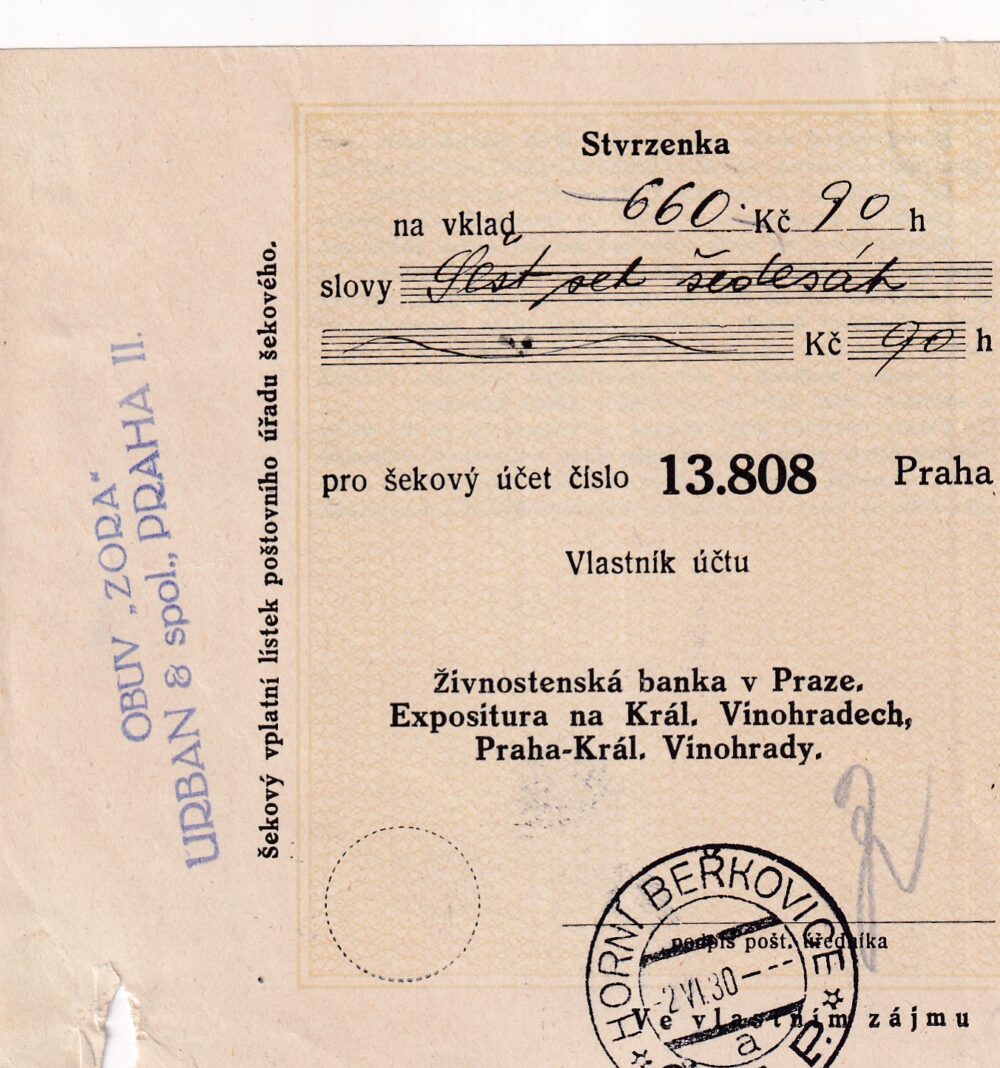 Stvrzenka
na vklad 660 Kč 90 h
slovy Šest set šedesát
Kč 90 h
pro šekový účet číslo 13.808 Praha
Vlastník účtu
Živnostenská banka v Praze.
Expositura na Král. Vinohradech,
Praha-Král. Vinohrady.
podpis pošt. úředníka
Ve vlastním zájmu
HORNÍ BEŘKOVICE
-2.VI.30
a
Šekový vplatní lístek poštovního úřadu šekového.
OBUV „ZORA“
URBAN & spol., PRAHA II.